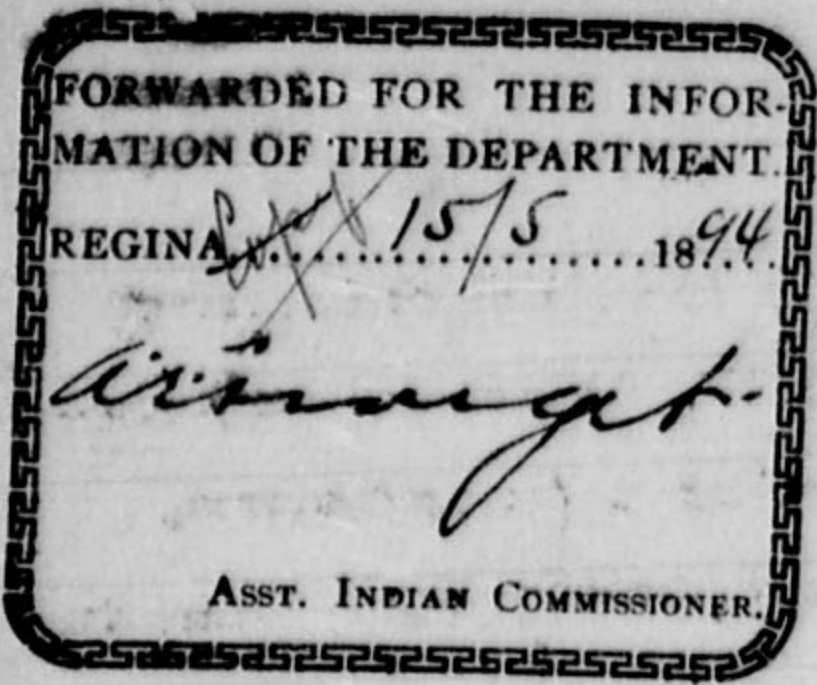 FORWARDED FOR THE INFOR-
MATION OF THE DEPARTMENT.
REGINA 15/5 1894
ASST. INDIAN COMMISSIONER.